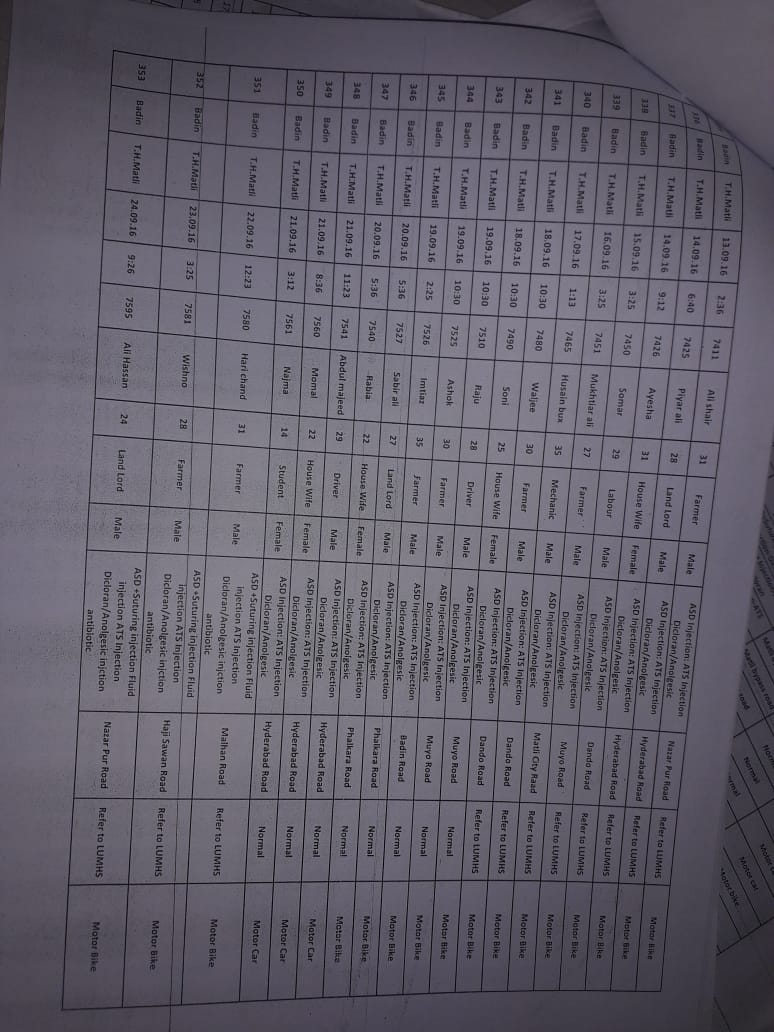 Matli bypass road
Normal
Motor car
Motor bike
Badin T.H.Matli 13.09.16 2:36 7411 Ali shair 31 Farmer Male ASD Injection: ATS Injection Nazar Pur Road Refer to LUMHS Motor Bike
Dicloran/Anolgesic
336 Badin T.H.Matli 14.09.16 6:40 7425 Piyar ali 28 Land Lord Male ASD Injection: ATS Injection Hyderabad Road Refer to LUMHS Motor Bike
Dicloran/Anolgesic
337 Badin T.H.Matli 14.09.16 9:12 7426 Ayesha 31 House Wife Female ASD Injection: ATS Injection Hyderabad Road Refer to LUMHS Motor Bike
Dicloran/Anolgesic
338 Badin T.H.Matli 15.09.16 3:25 7450 Somar 29 Labour Male ASD Injection: ATS Injection Dando Road Refer to LUMHS Motor Bike
Dicloran/Anolgesic
339 Badin T.H.Matli 16.09.16 3:25 7451 Mukhtiar ali 27 Farmer Male ASD Injection: ATS Injection Muyo Road Refer to LUMHS Motor Bike
Dicloran/Anolgesic
340 Badin T.H.Matli 17.09.16 1:13 7465 Husain bux 35 Mechanic Male ASD Injection: ATS Injection Matli City Raad Refer to LUMHS Motor Bike
Dicloran/Anolgesic
341 Badin T.H.Matli 18.09.16 10:30 7480 Waljee 30 Farmer Male ASD Injection: ATS Injection Dando Road Refer to LUMHS Motor Bike
Dicloran/Anolgesic
342 Badin T.H.Matli 18.09.16 10:30 7490 Soni 25 House Wife Female ASD Injection: ATS Injection Dando Road Refer to LUMHS Motor Bike
Dicloran/Anolgesic
343 Badin T.H.Matli 19.09.16 10:30 7510 Raju 28 Driver Male ASD Injection: ATS Injection Muyo Road Normal Motor Bike
Dicloran/Anolgesic
344 Badin T.H.Matli 19.09.16 10:30 7525 Ashok 30 Farmer Male ASD Injection: ATS Injection Muyo Road Normal Motor Bike
Dicloran/Anolgesic
345 Badin T.H.Matli 19.09.16 2:25 7526 Imtiaz 35 Farmer Male ASD Injection: ATS Injection Badin Road Normal Motor Bike
Dicloran/Anolgesic
346 Badin T.H.Matli 20.09.16 5:36 7527 Sabir ali 27 Land Lord Male ASD Injection: ATS Injection Phalkara Road Normal Motor Bike
Dicloran/Anolgesic
347 Badin T.H.Matli 20.09.16 5:36 7540 Rabia 22 House Wife Female ASD Injection: ATS Injection Phalkara Road Normal Motor Bike
Dicloran/Anolgesic
348 Badin T.H.Matli 21.09.16 11:23 7541 Abdul majeed 29 Driver Male ASD Injection: ATS Injection Hyderabad Road Normal Motor Car
Dicloran/Anolgesic
349 Badin T.H.Matli 21.09.16 8:36 7560 Momal 22 House Wife Female ASD Injection: ATS Injection Hyderabad Road Normal Motor Car
Dicloran/Anolgesic
350 Badin T.H.Matli 21.09.16 3:12 7561 Najma 14 Student Female ASD Injection: ATS Injection Hyderabad Road Normal Motor Car
Dicloran/Anolgesic
351 Badin T.H.Matli 22.09.16 12:23 7580 Hari chand 31 Farmer Male ASD +Suturing injection Fluid Malhan Road Refer to LUMHS Motor Bike
injection ATS Injection
Dicloran/Anolgesic injction
antibiotic
352 Badin T.H.Matli 23.09.16 3:25 7581 Wishno 28 Farmer Male ASD +Suturing injection Fluid Haji Sawan Road Refer to LUMHS Motor Bike
injection ATS Injection
Dicloran/Anolgesic injction
antibiotic
353 Badin T.H.Matli 24.09.16 9:26 7595 Ali Hassan 24 Land Lord Male ASD +Suturing injection Fluid Nazar Pur Road Refer to LUMHS Motor Bike
injection ATS Injection
Dicloran/Anolgesic injction
antibiotic